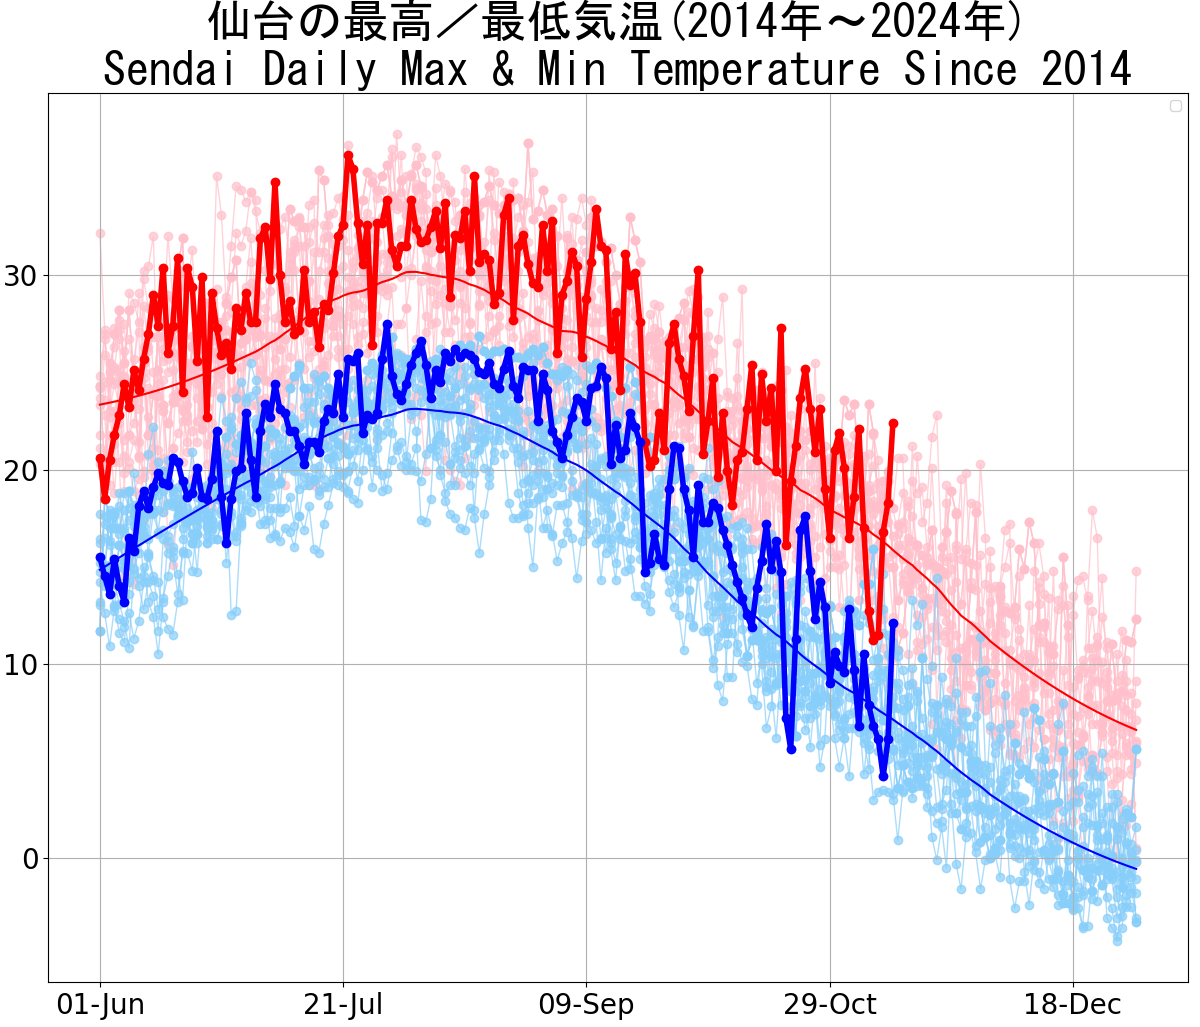 仙台の最高／最低気温(2014年～2024年)
Sendai Daily Max & Min Temperature Since 2014
30
20
10
0
01-Jun 21-Jul 09-Sep 29-Oct 18-Dec